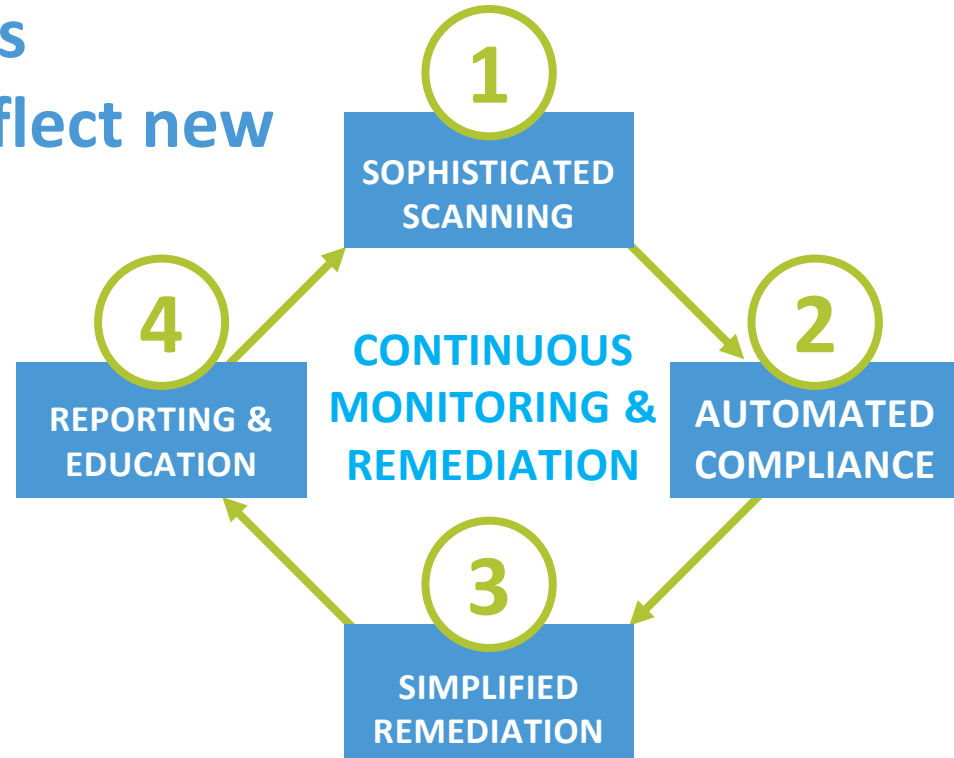 s
flect new
1
SOPHISTICATED
SCANNING
4
2
CONTINUOUS
MONITORING &
REMEDIATION
REPORTING &
EDUCATION
AUTOMATED
COMPLIANCE
3
SIMPLIFIED
REMEDIATION